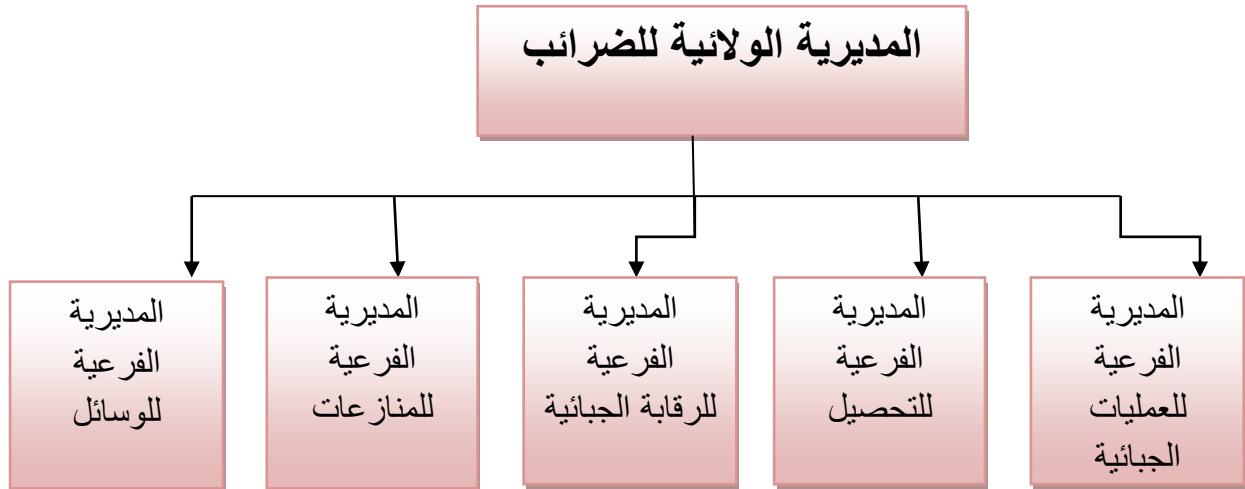 المديرية الولائية للضرائب
المديرية
الفرعية
للعمليات
الجبائية
المديرية
الفرعية
للتحصيل
المديرية
الفرعية
للرقابة الجبائية
المديرية
الفرعية
للمنازعات
المديرية
الفرعية
للوسائل